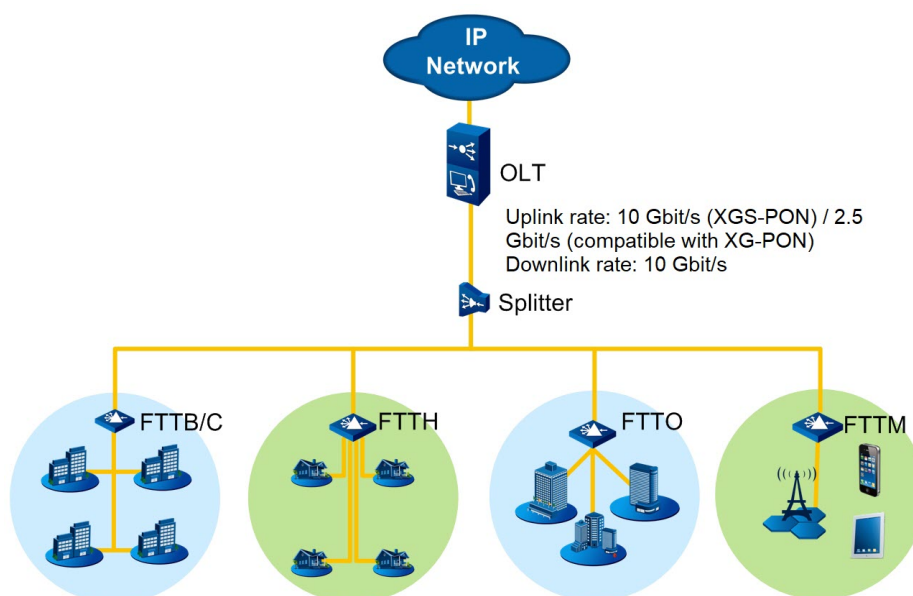 IP
Network
OLT
Uplink rate: 10 Gbit/s (XGS-PON) / 2.5
Gbit/s (compatible with XG-PON)
Downlink rate: 10 Gbit/s
Splitter
FTTB/C
FTTH
FTTO
FTTM